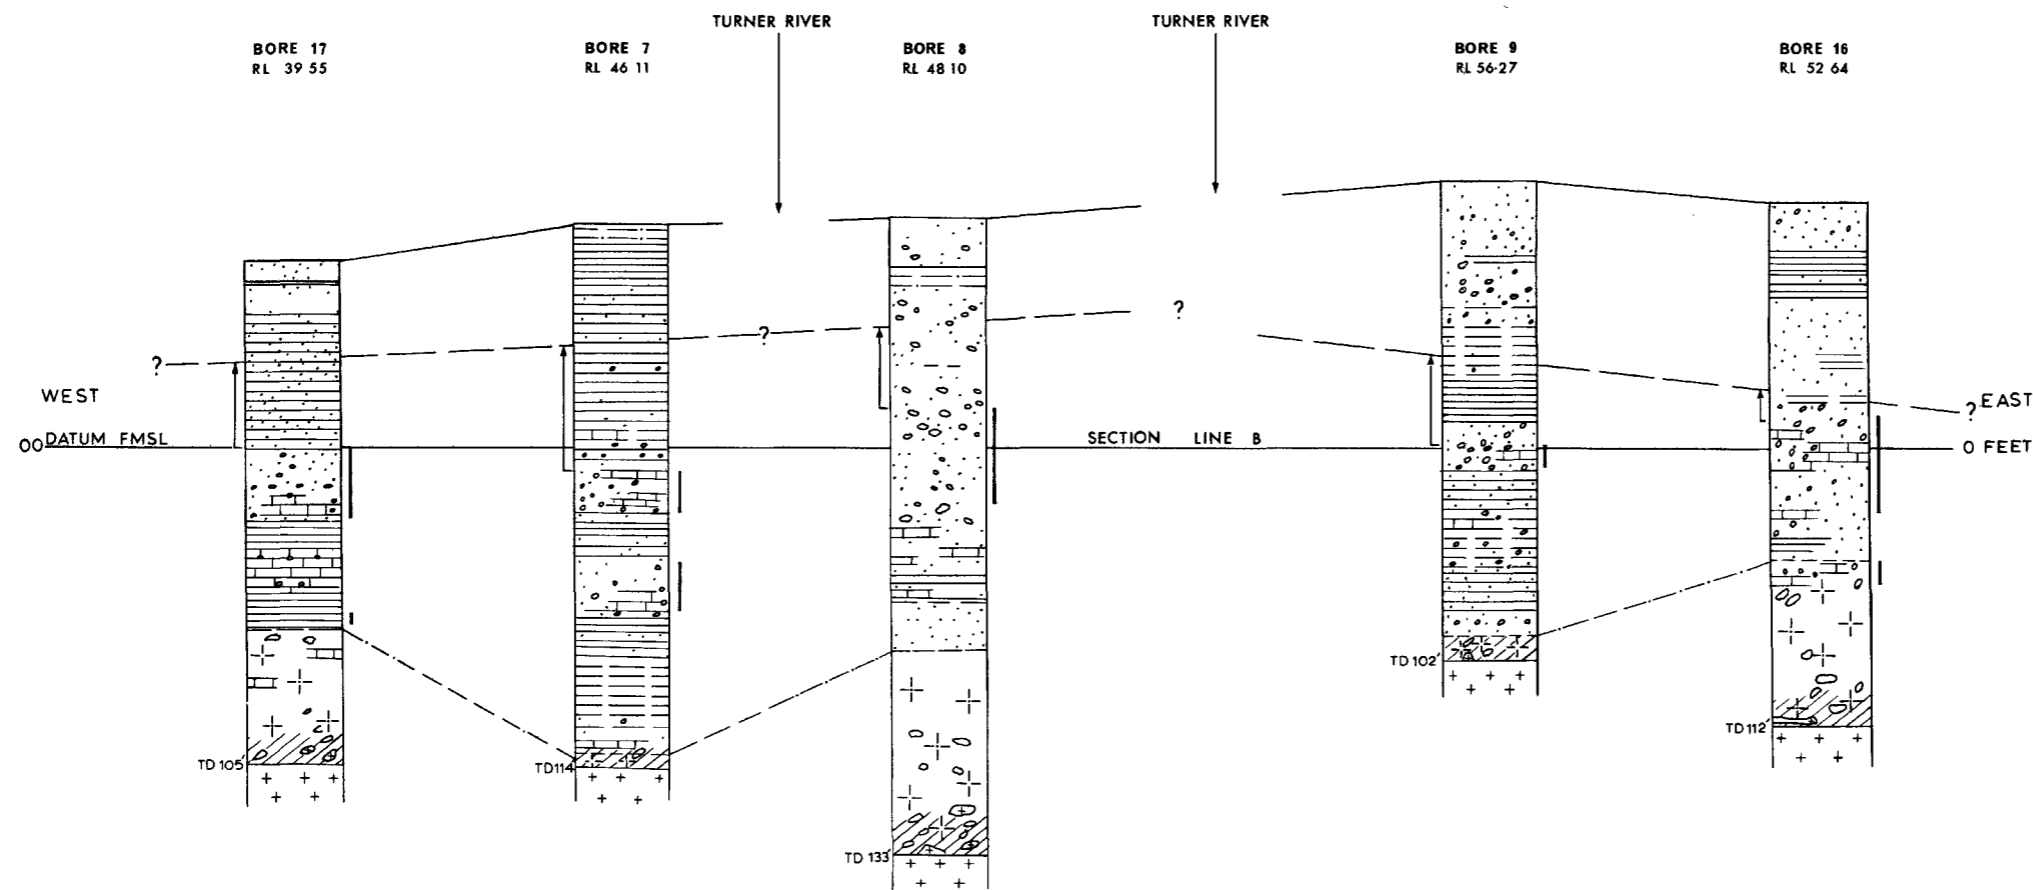 TURNER RIVER
TURNER RIVER
BORE 17
RL 39 55
BORE 7
RL 46 11
BORE 8
RL 48 10
BORE 9
RL 56·27
BORE 16
RL 52 64
?
?
?
?
WEST
EAST
00 DATUM FMSL
SECTION LINE B
0 FEET
TD 105'
TD 114
TD 133'
TD 102'
TD 112'